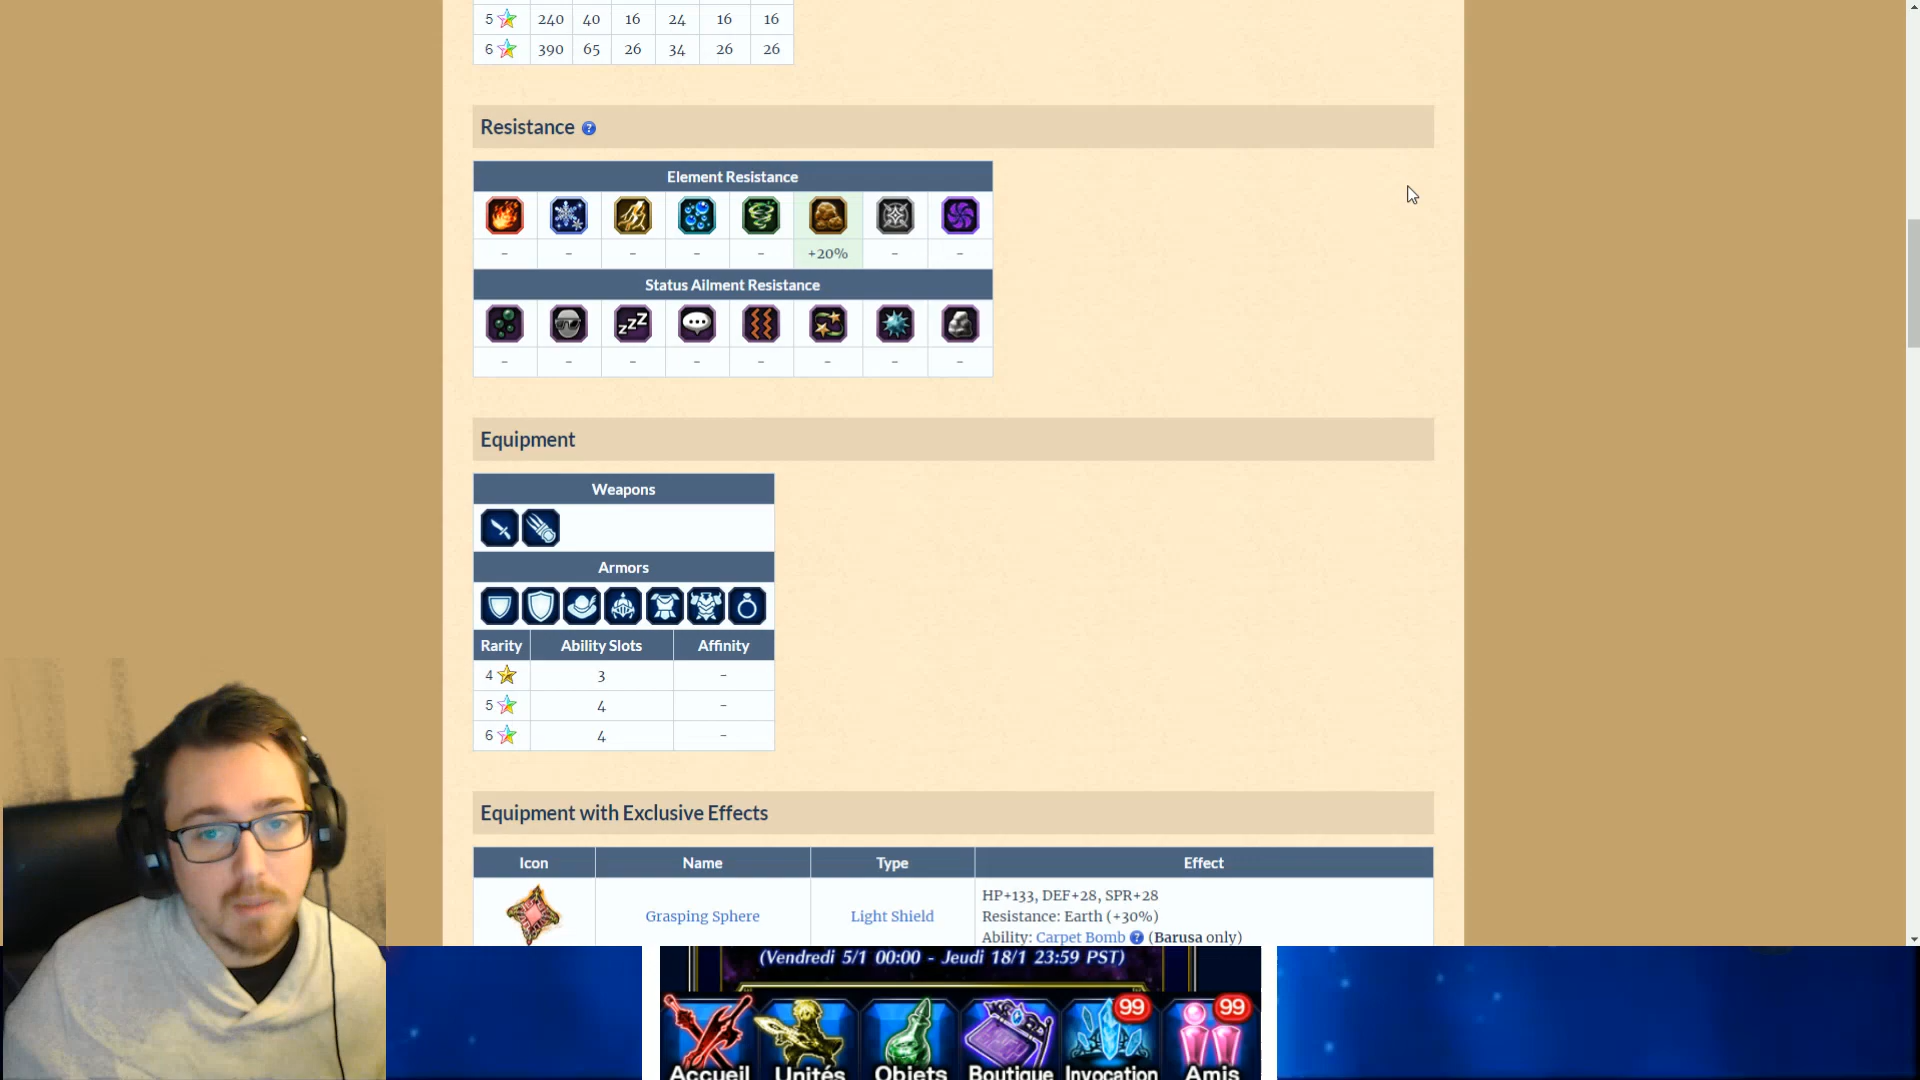 5 240 40 16 24 16 16
6 390 65 26 34 26 26
Resistance ?
Element Resistance
- - - - - +20% - -
Status Ailment Resistance
zzZ
- - - - - - - -
Equipment
Weapons
Armors
Rarity Ability Slots Affinity
4 3 -
5 4 -
6 4 -
Equipment with Exclusive Effects
Icon Name Type Effect
Grasping Sphere Light Shield
HP+133, DEF+28, SPR+28
Resistance: Earth (+30%)
Ability: Carpet Bomb ? (Barusa only)
(Vendredi 5/1 00:00 - Jeudi 18/1 23:59 PST)
99 99
Accueil Unités Objets Boutique Invocation Amis